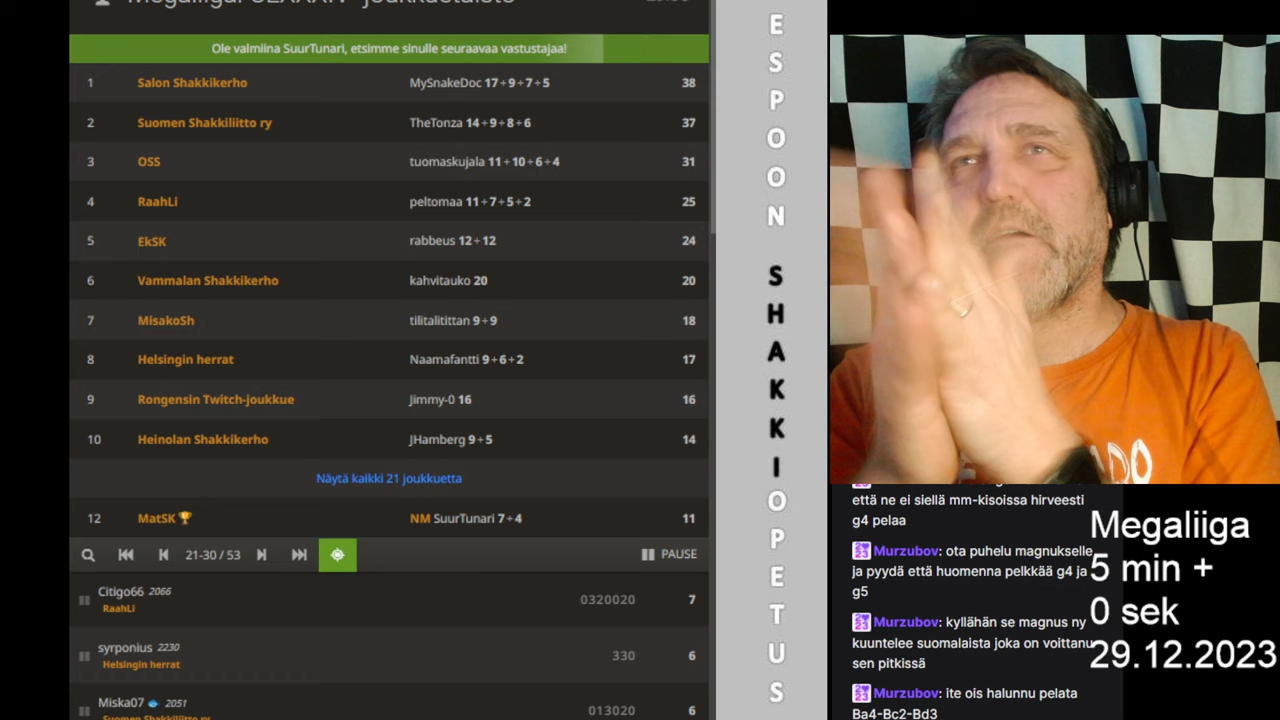 Ole valmiina SuurTunari, etsimme sinulle seuraavaa vastustajaa!
1 Salon Shakkikerho MySnakeDoc 17+9+7+5 38
2 Suomen Shakkiliitto ry TheTonza 14+9+8+6 37
3 OSS tuomaskujala 11+10+6+4 31
4 RaahLi peltomaa 11+7+5+2 25
5 EkSK rabbeus 12+12 24
6 Vammalan Shakkikerho kahvitauko 20 20
7 MisakoSh tilitalitittan 9+9 18
8 Helsingin herrat Naamafantti 9+6+2 17
9 Rongensin Twitch-joukkue Jimmy-0 16 16
10 Heinolan Shakkikerho JHamberg 9+5 14
Näytä kaikki 21 joukkuetta
12 MatSK NM SuurTunari 7+4 11
21-30 / 53 PAUSE
Citigo66 2066 0320020 7
RaahLi
syrponius 2230 330 6
Helsingin herrat
Miska07 2051 013020 6
Suomen Shakkiliitto ry
ESPOON SHAKKIOPETUS
että ne ei siellä mm-kisoissa hirveesti
g4 pelaa
Murzubov: ota puhelu magnukselle
ja pyydä että huomenna pelkkää g4 ja
g5
Murzubov: kyllähän se magnus ny
kuuntelee suomalaista joka on voittanu
sen pitkissä
Murzubov: ite ois halunnu pelata
Ba4-Bc2-Bd3
Megaliiga
5 min +
0 sek
29.12.2023